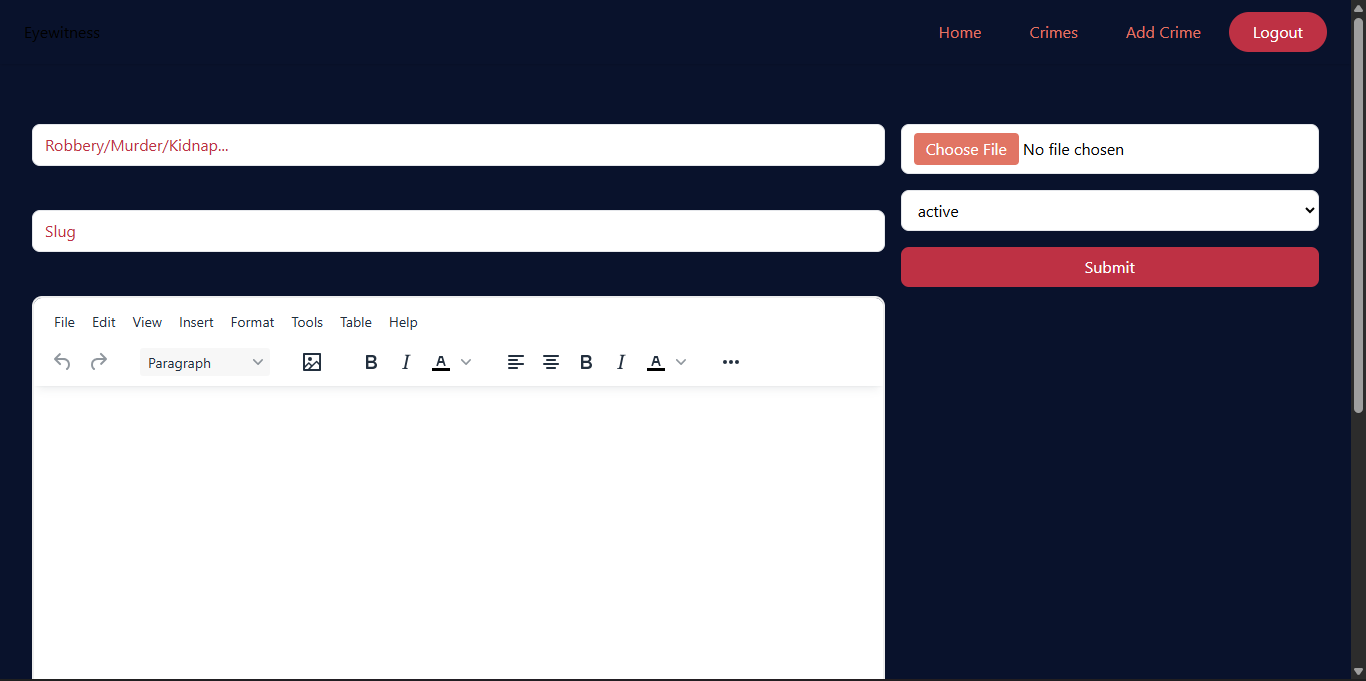 Eyewitness Home Crimes Add Crime Logout
Robbery/Murder/Kidnap...
Choose File No file chosen
Slug
active
Submit
File Edit View Insert Format Tools Table Help
Paragraph B I A B I A